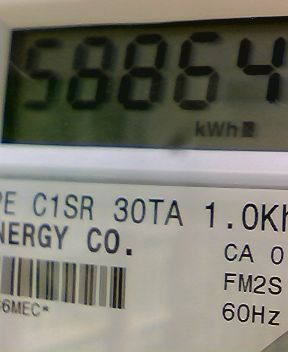 58864
kWh
PE C1SR 30TA 1.0Kh
NERGY CO.
CA 0
FM2S
6MEC*
60Hz